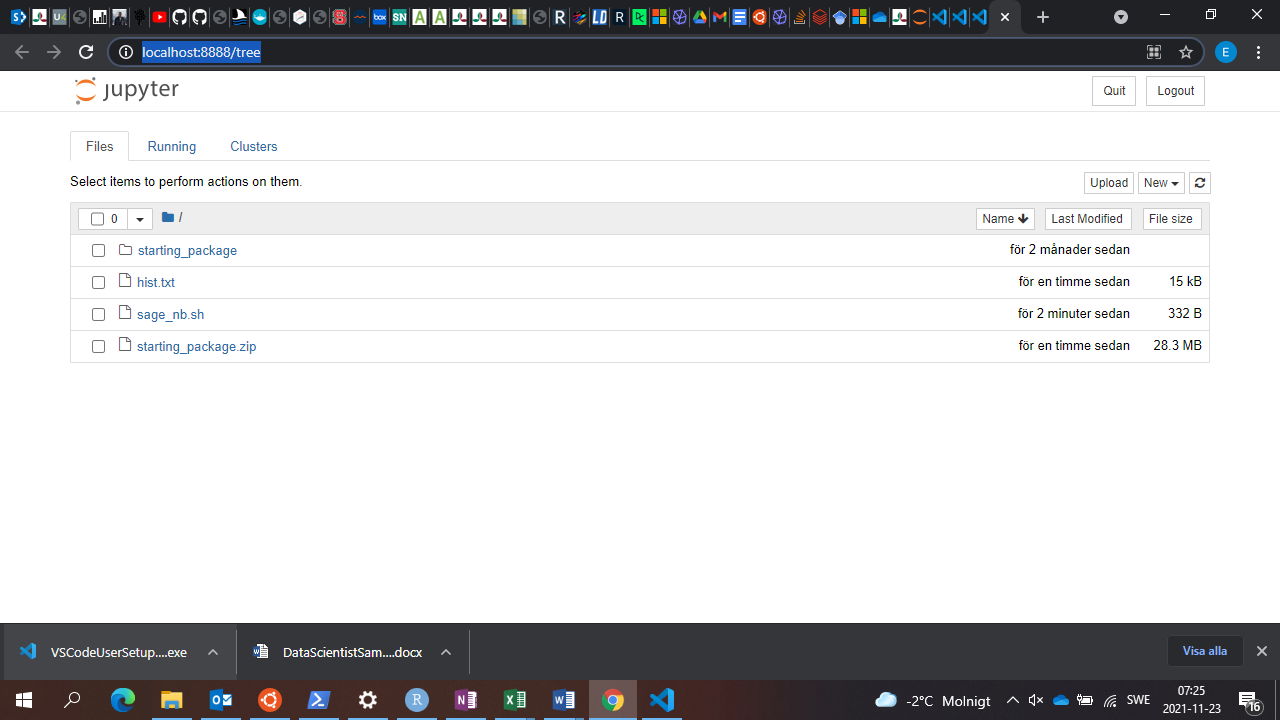 localhost:8888/tree
E
jupyter
Quit
Logout
Files
Running
Clusters
Select items to perform actions on them.
Upload
New
0
/
Name
Last Modified
File size
starting_package
för 2 månader sedan
hist.txt
för en timme sedan
15 kB
sage_nb.sh
för 2 minuter sedan
332 B
starting_package.zip
för en timme sedan
28.3 MB
VSCodeUserSetup....exe
DataScientistSam....docx
Visa alla
-2°C Molnigt
SWE
07:25
2021-11-23
16